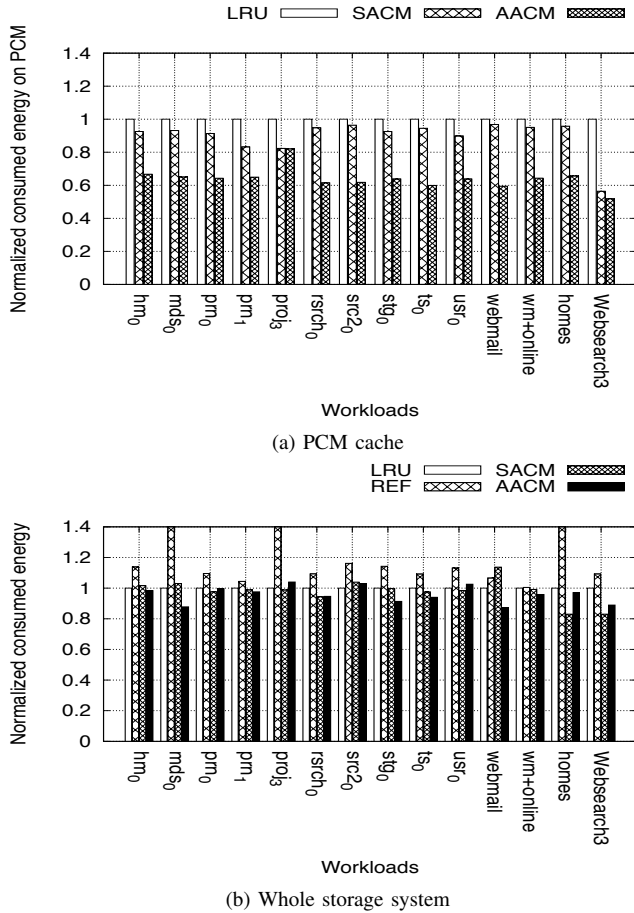 LRU SACM AACM
Normalized consumed energy on PCM
1.4
1.2
1
0.8
0.6
0.4
0.2
0
hm0
mds0
prn0
prn1
proj3
rsrch0
src20
stg0
ts0
usr0
webmail
wm+online
homes
Websearch3
Workloads
(a) PCM cache
LRU SACM
REF AACM
Normalized consumed energy
1.4
1.2
1
0.8
0.6
0.4
0.2
0
hm0
mds0
prn0
prn1
proj3
rsrch0
src20
stg0
ts0
usr0
webmail
wm+online
homes
Websearch3
Workloads
(b) Whole storage system